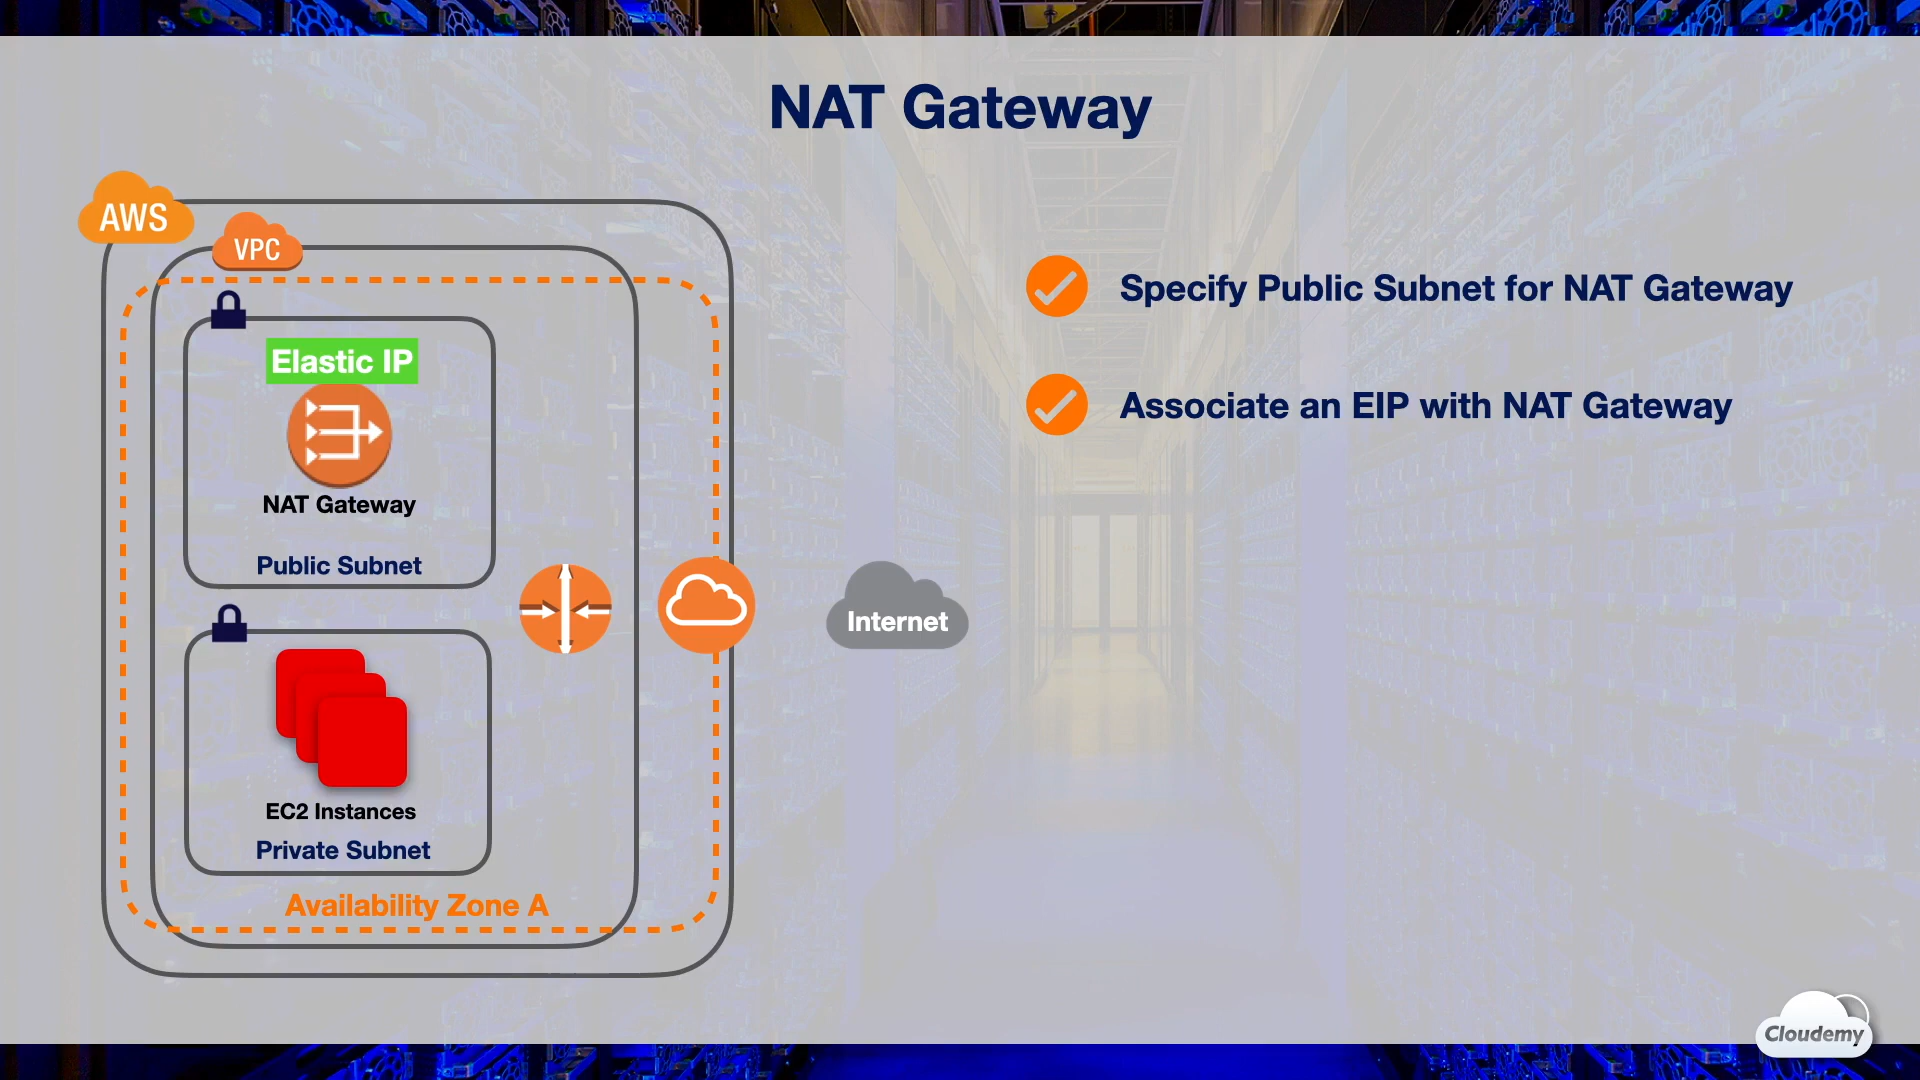 NAT Gateway
AWS
VPC
Elastic IP
NAT Gateway
Public Subnet
EC2 Instances
Private Subnet
Availability Zone A
Internet
Specify Public Subnet for NAT Gateway
Associate an EIP with NAT Gateway
Cloudemy